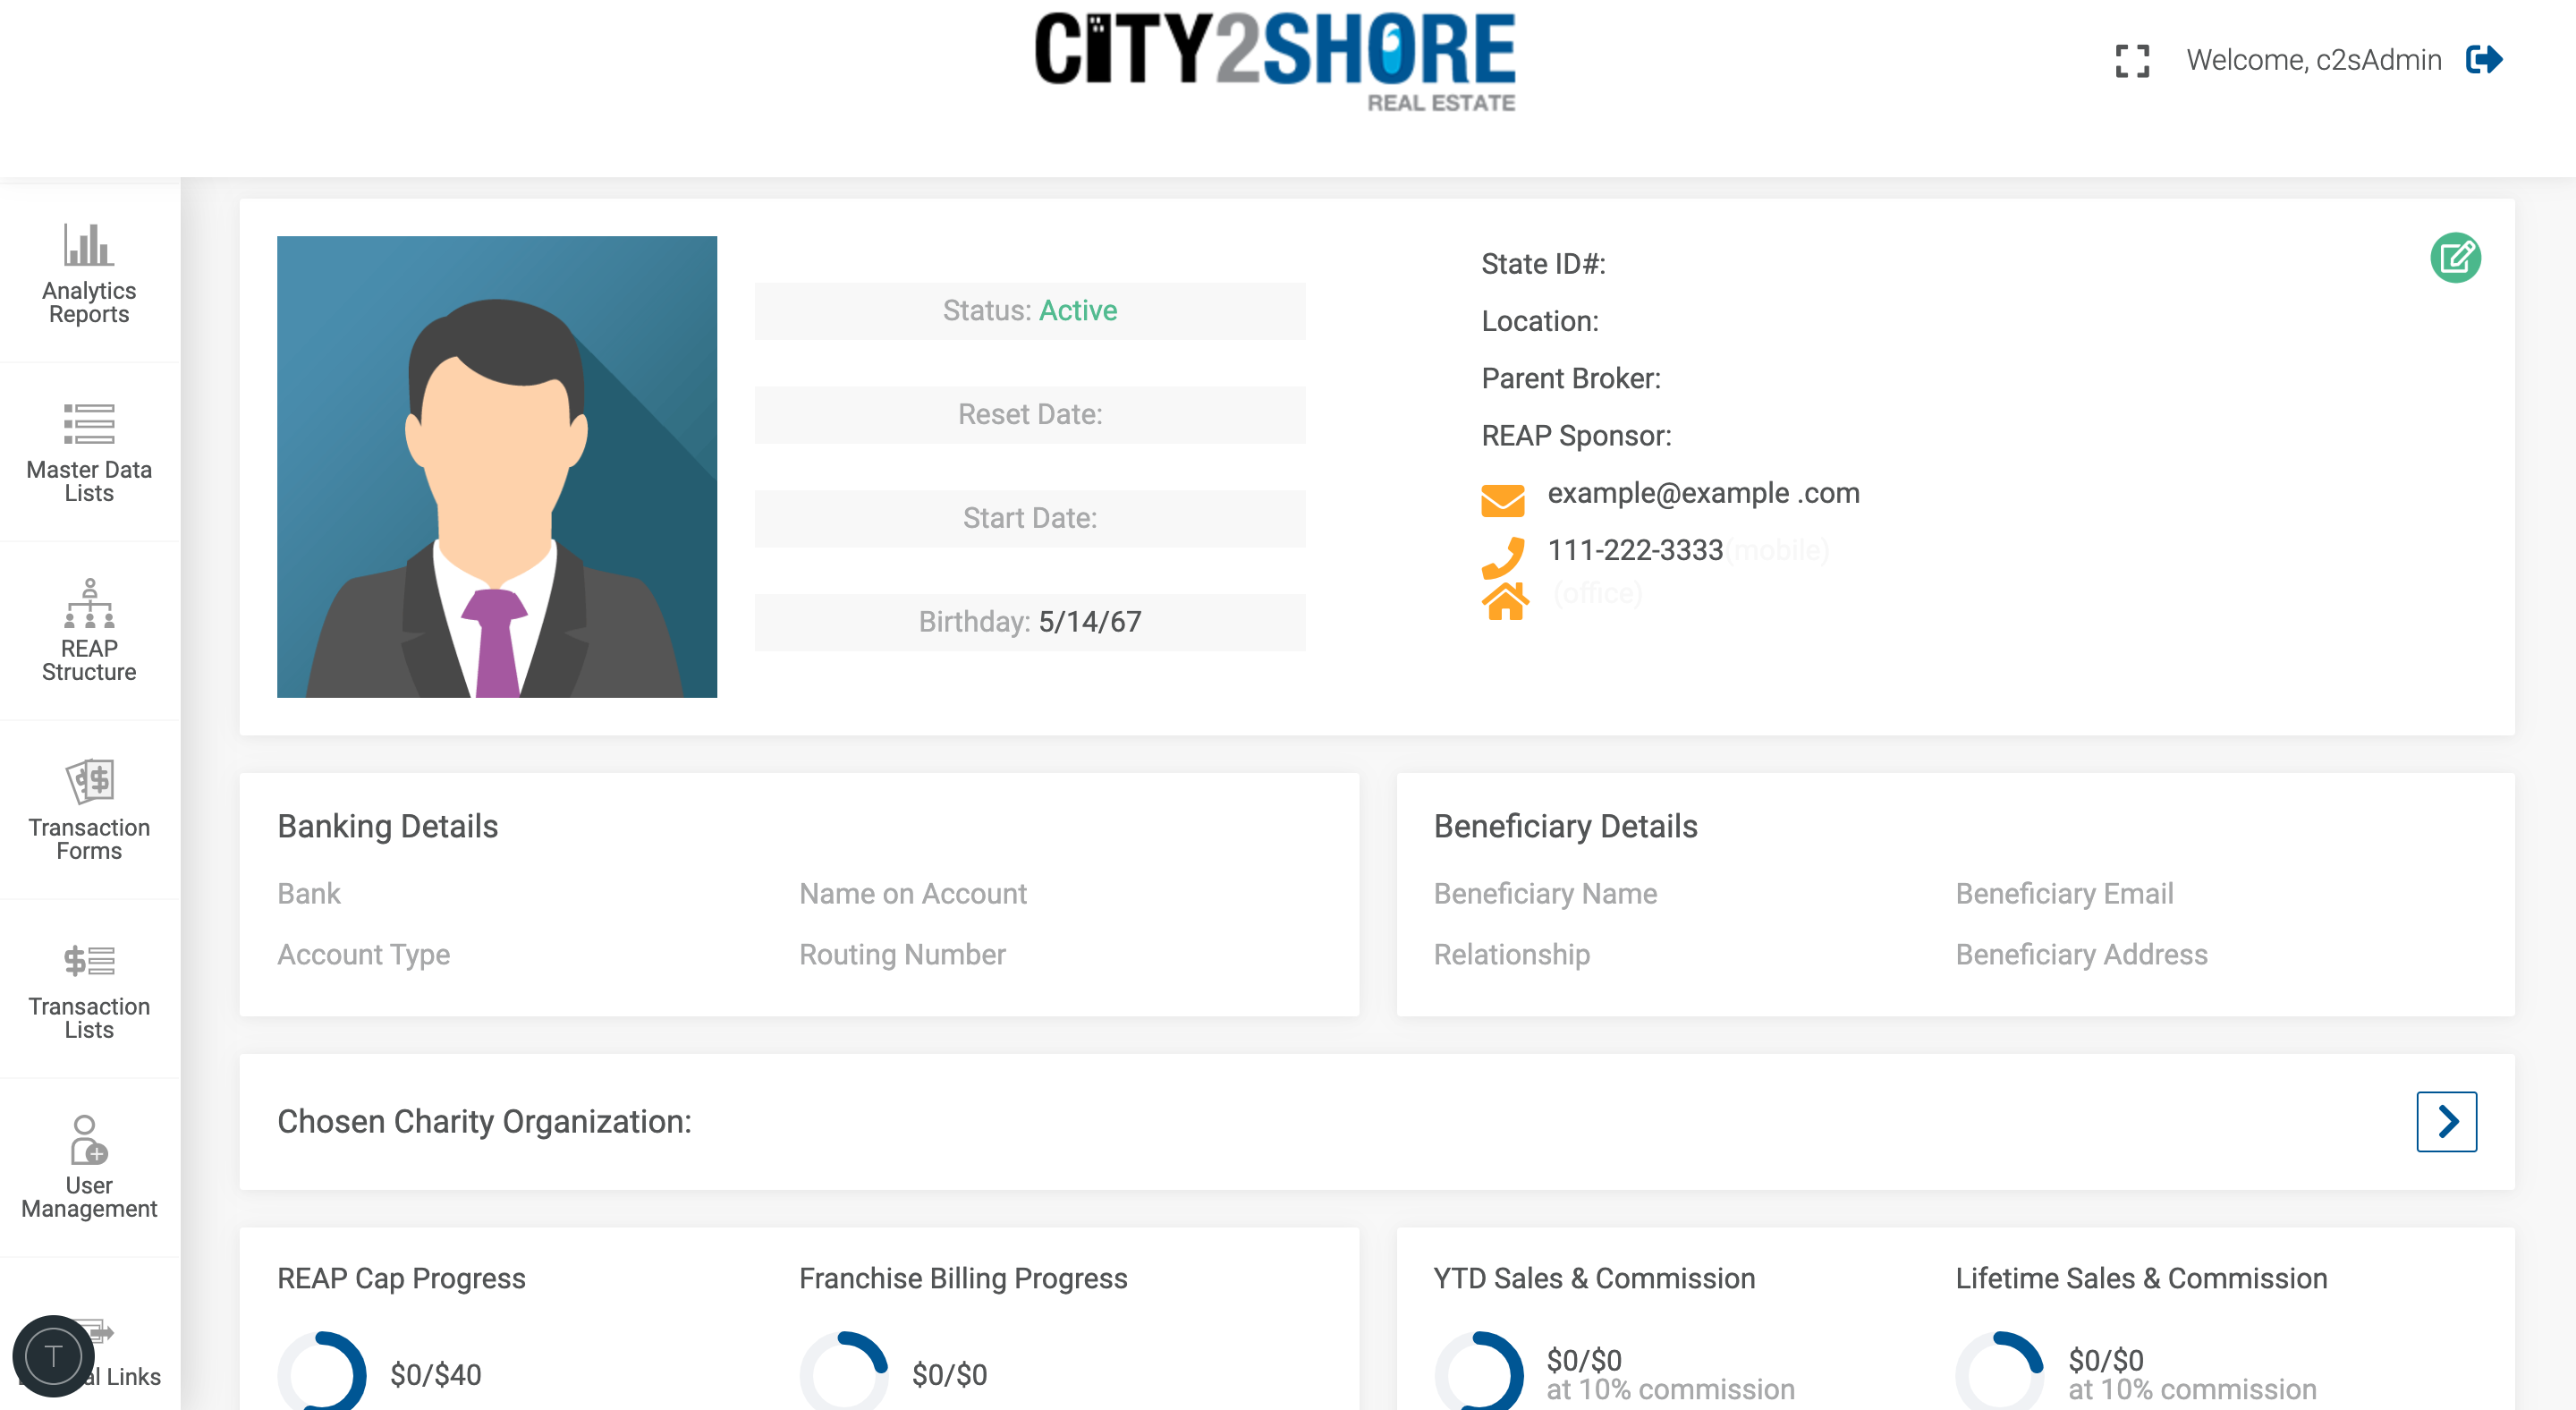 CITY2SHORE
REAL ESTATE
Welcome, c2sAdmin
Analytics
Reports
Master Data
Lists
REAP
Structure
Transaction
Forms
Transaction
Lists
User
Management
al Links
T
Status: Active
Reset Date:
Start Date:
Birthday: 5/14/67
State ID#:
Location:
Parent Broker:
REAP Sponsor:
example@example .com
111-222-3333(mobile)
(office)
Banking Details
Bank
Name on Account
Account Type
Routing Number
Beneficiary Details
Beneficiary Name
Beneficiary Email
Relationship
Beneficiary Address
Chosen Charity Organization:
REAP Cap Progress
$0/$40
Franchise Billing Progress
$0/$0
YTD Sales & Commission
$0/$0
at 10% commission
Lifetime Sales & Commission
$0/$0
at 10% commission